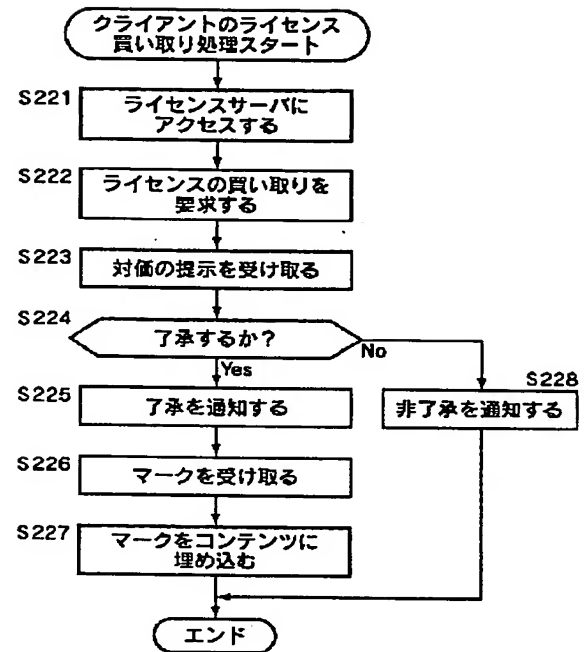 クライアントのライセンス
買い取り処理スタート
S221
ライセンスサーバに
アクセスする
S222
ライセンスの買い取りを
要求する
S223
対価の提示を受け取る
S224
了承するか?
No
Yes
S225
了承を通知する
S228
非了承を通知する
S226
マークを受け取る
S227
マークをコンテンツに
埋め込む
エンド